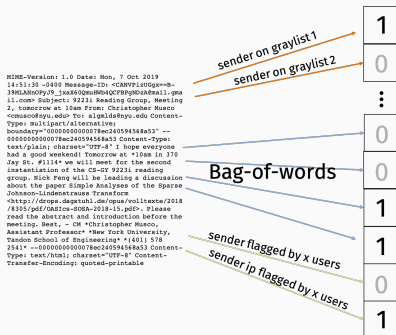 sender on graylist 1
sender on graylist 2
MIME-Version: 1.0 Date: Mon, 7 Oct 2019
14:51:30 -0400 Message-ID: <CANVPizUGgx==B-
39MLAHnOPyJ9_jxaX6OQmuHWb4QCFBPgNDzA@mail.gma
il.com> Subject: 9223i Reading Group, Meeting
2, tomorrow at 10am From: Christopher Musco
<cmusco@nyu.edu> To: algmlds@nyu.edu Content-
Type: multipart/alternative;
boundary="00000000000078ec240594568a53" --
00000000000078ec240594568a53 Content-Type:
text/plain; charset="UTF-8" I hope everyone
had a good weekend! Tomorrow at *10am in 370
Jay St. #1114* we will meet for the second
instantiation of the CS-GY 9223i reading
group. Nick Feng will be leading a discussion
about the paper Simple Analyses of the Sparse
Johnson-Lindenstrauss Transform
<http://drops.dagstuhl.de/opus/volltexte/2018
/8305/pdf/OASIcs-SOSA-2018-15.pdf>. Please
read the abstract and introduction before the
meeting. Best, - CM *Christopher Musco,
Assistant Professor* *New York University,
Tandon School of Engineering* *(401) 578
2541* --00000000000078ec240594568a53 Content-
Type: text/html; charset="UTF-8" Content-
Transfer-Encoding: quoted-printable
Bag-of-words
sender flagged by x users
sender ip flagged by x users
1
0
⋮
0
0
1
1
0
1